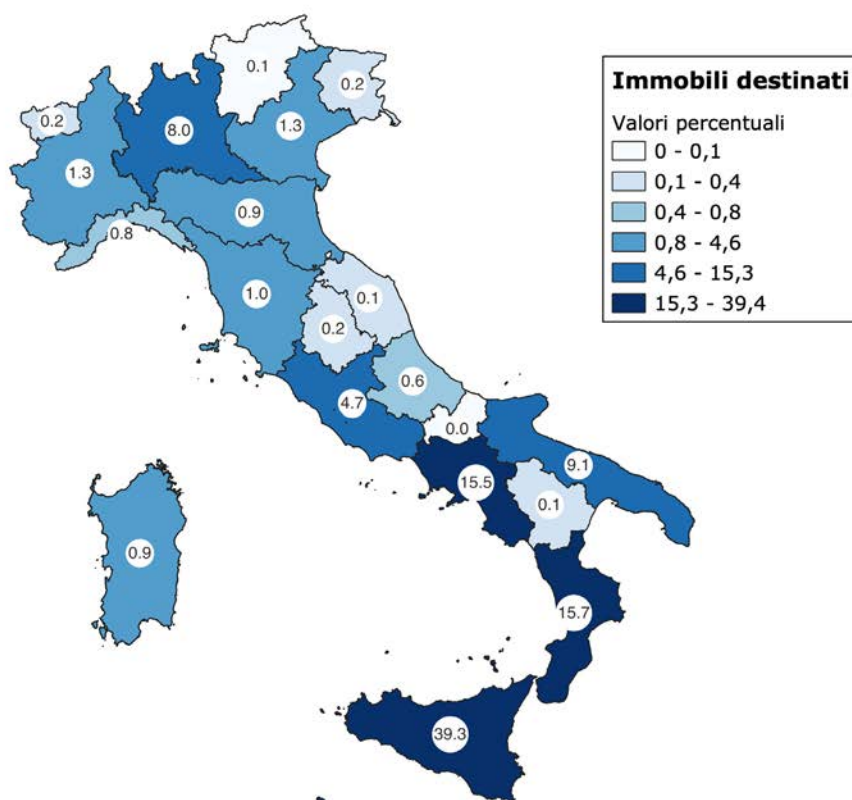 Immobili destinati
Valori percentuali
0 - 0,1
0,1 - 0,4
0,4 - 0,8
0,8 - 4,6
4,6 - 15,3
15,3 - 39,4
0.1
0.2
0.2
8.0
1.3
1.3
0.9
0.8
1.0
0.1
0.2
0.6
4.7
0.0
9.1
15.5
0.1
0.9
15.7
39.3